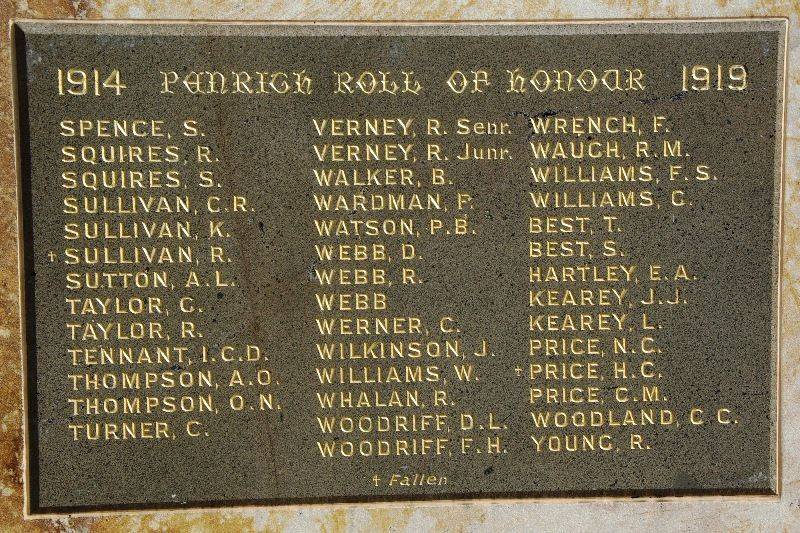 1914 PENRITH ROLL OF HONOUR 1919
SPENCE, S.
SQUIRES, R.
SQUIRES, S.
SULLIVAN, C.R.
SULLIVAN, K.
† SULLIVAN, R.
SUTTON, A.L.
TAYLOR, C.
TAYLOR, R.
TENNANT, I.C.D.
THOMPSON, A.O.
THOMPSON, O.N.
TURNER, C.
VERNEY, R. Senr.
VERNEY, R. Junr.
WALKER, B.
WARDMAN, F.
WATSON, P.B.
WEBB, D.
WEBB, R.
WEBB
WERNER, C.
WILKINSON, J.
WILLIAMS, W.
WHALAN, R.
WOODRIFF, D.L.
WOODRIFF, F.H.
WRENCH, F.
WAUGH, R.M.
WILLIAMS, F.S.
WILLIAMS, C.
BEST, T.
BEST, S.
HARTLEY, E.A.
KEAREY, J.J.
KEAREY, L.
PRICE, N.C.
† PRICE, H.C.
PRICE, C.M.
WOODLAND, C.C.
YOUNG, R.
† Fallen